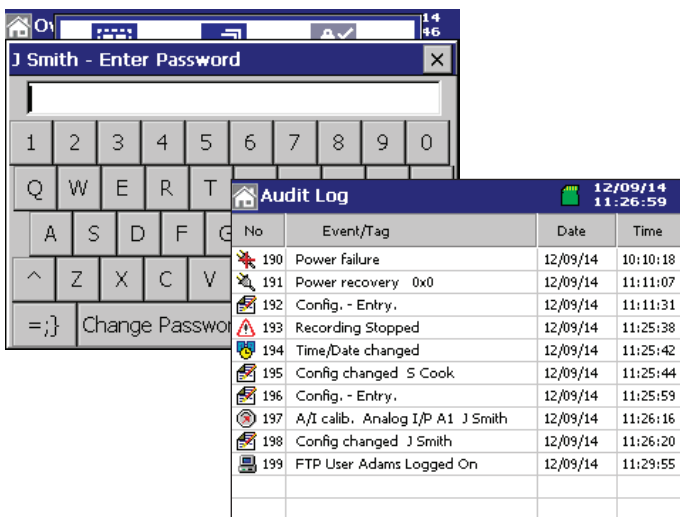 Ov
14
46
J Smith - Enter Password
1 2 3 4 5 6 7 8 9 0
Q W E R T
A S D F G
^ Z X C V
=;} Change Passwor
Audit Log
12/09/14
11:26:59
No Event/Tag Date Time
190 Power failure 12/09/14 10:10:18
191 Power recovery 0x0 12/09/14 11:11:07
192 Config. - Entry. 12/09/14 11:11:31
193 Recording Stopped 12/09/14 11:25:38
194 Time/Date changed 12/09/14 11:25:42
195 Config changed S Cook 12/09/14 11:25:44
196 Config. - Entry. 12/09/14 11:25:59
197 A/I calib. Analog I/P A1 J Smith 12/09/14 11:26:16
198 Config changed J Smith 12/09/14 11:26:20
199 FTP User Adams Logged On 12/09/14 11:29:55